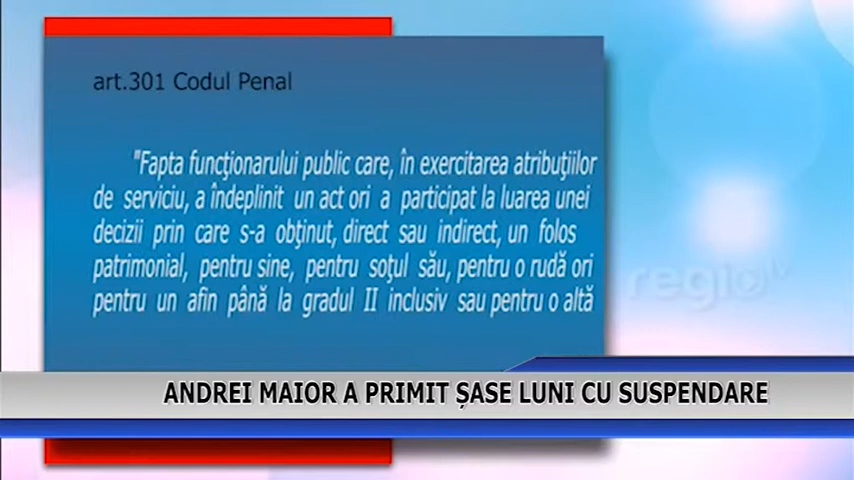 art.301 Codul Penal
"Fapta funcţionarului public care, în exercitarea atribuţiilor
de serviciu, a îndeplinit un act ori a participat la luarea unei
decizii prin care s-a obţinut, direct sau indirect, un folos
patrimonial, pentru sine, pentru soţul său, pentru o rudă ori
pentru un afin până la gradul II inclusiv sau pentru o altă
regio
ANDREI MAIOR A PRIMIT ȘASE LUNI CU SUSPENDARE